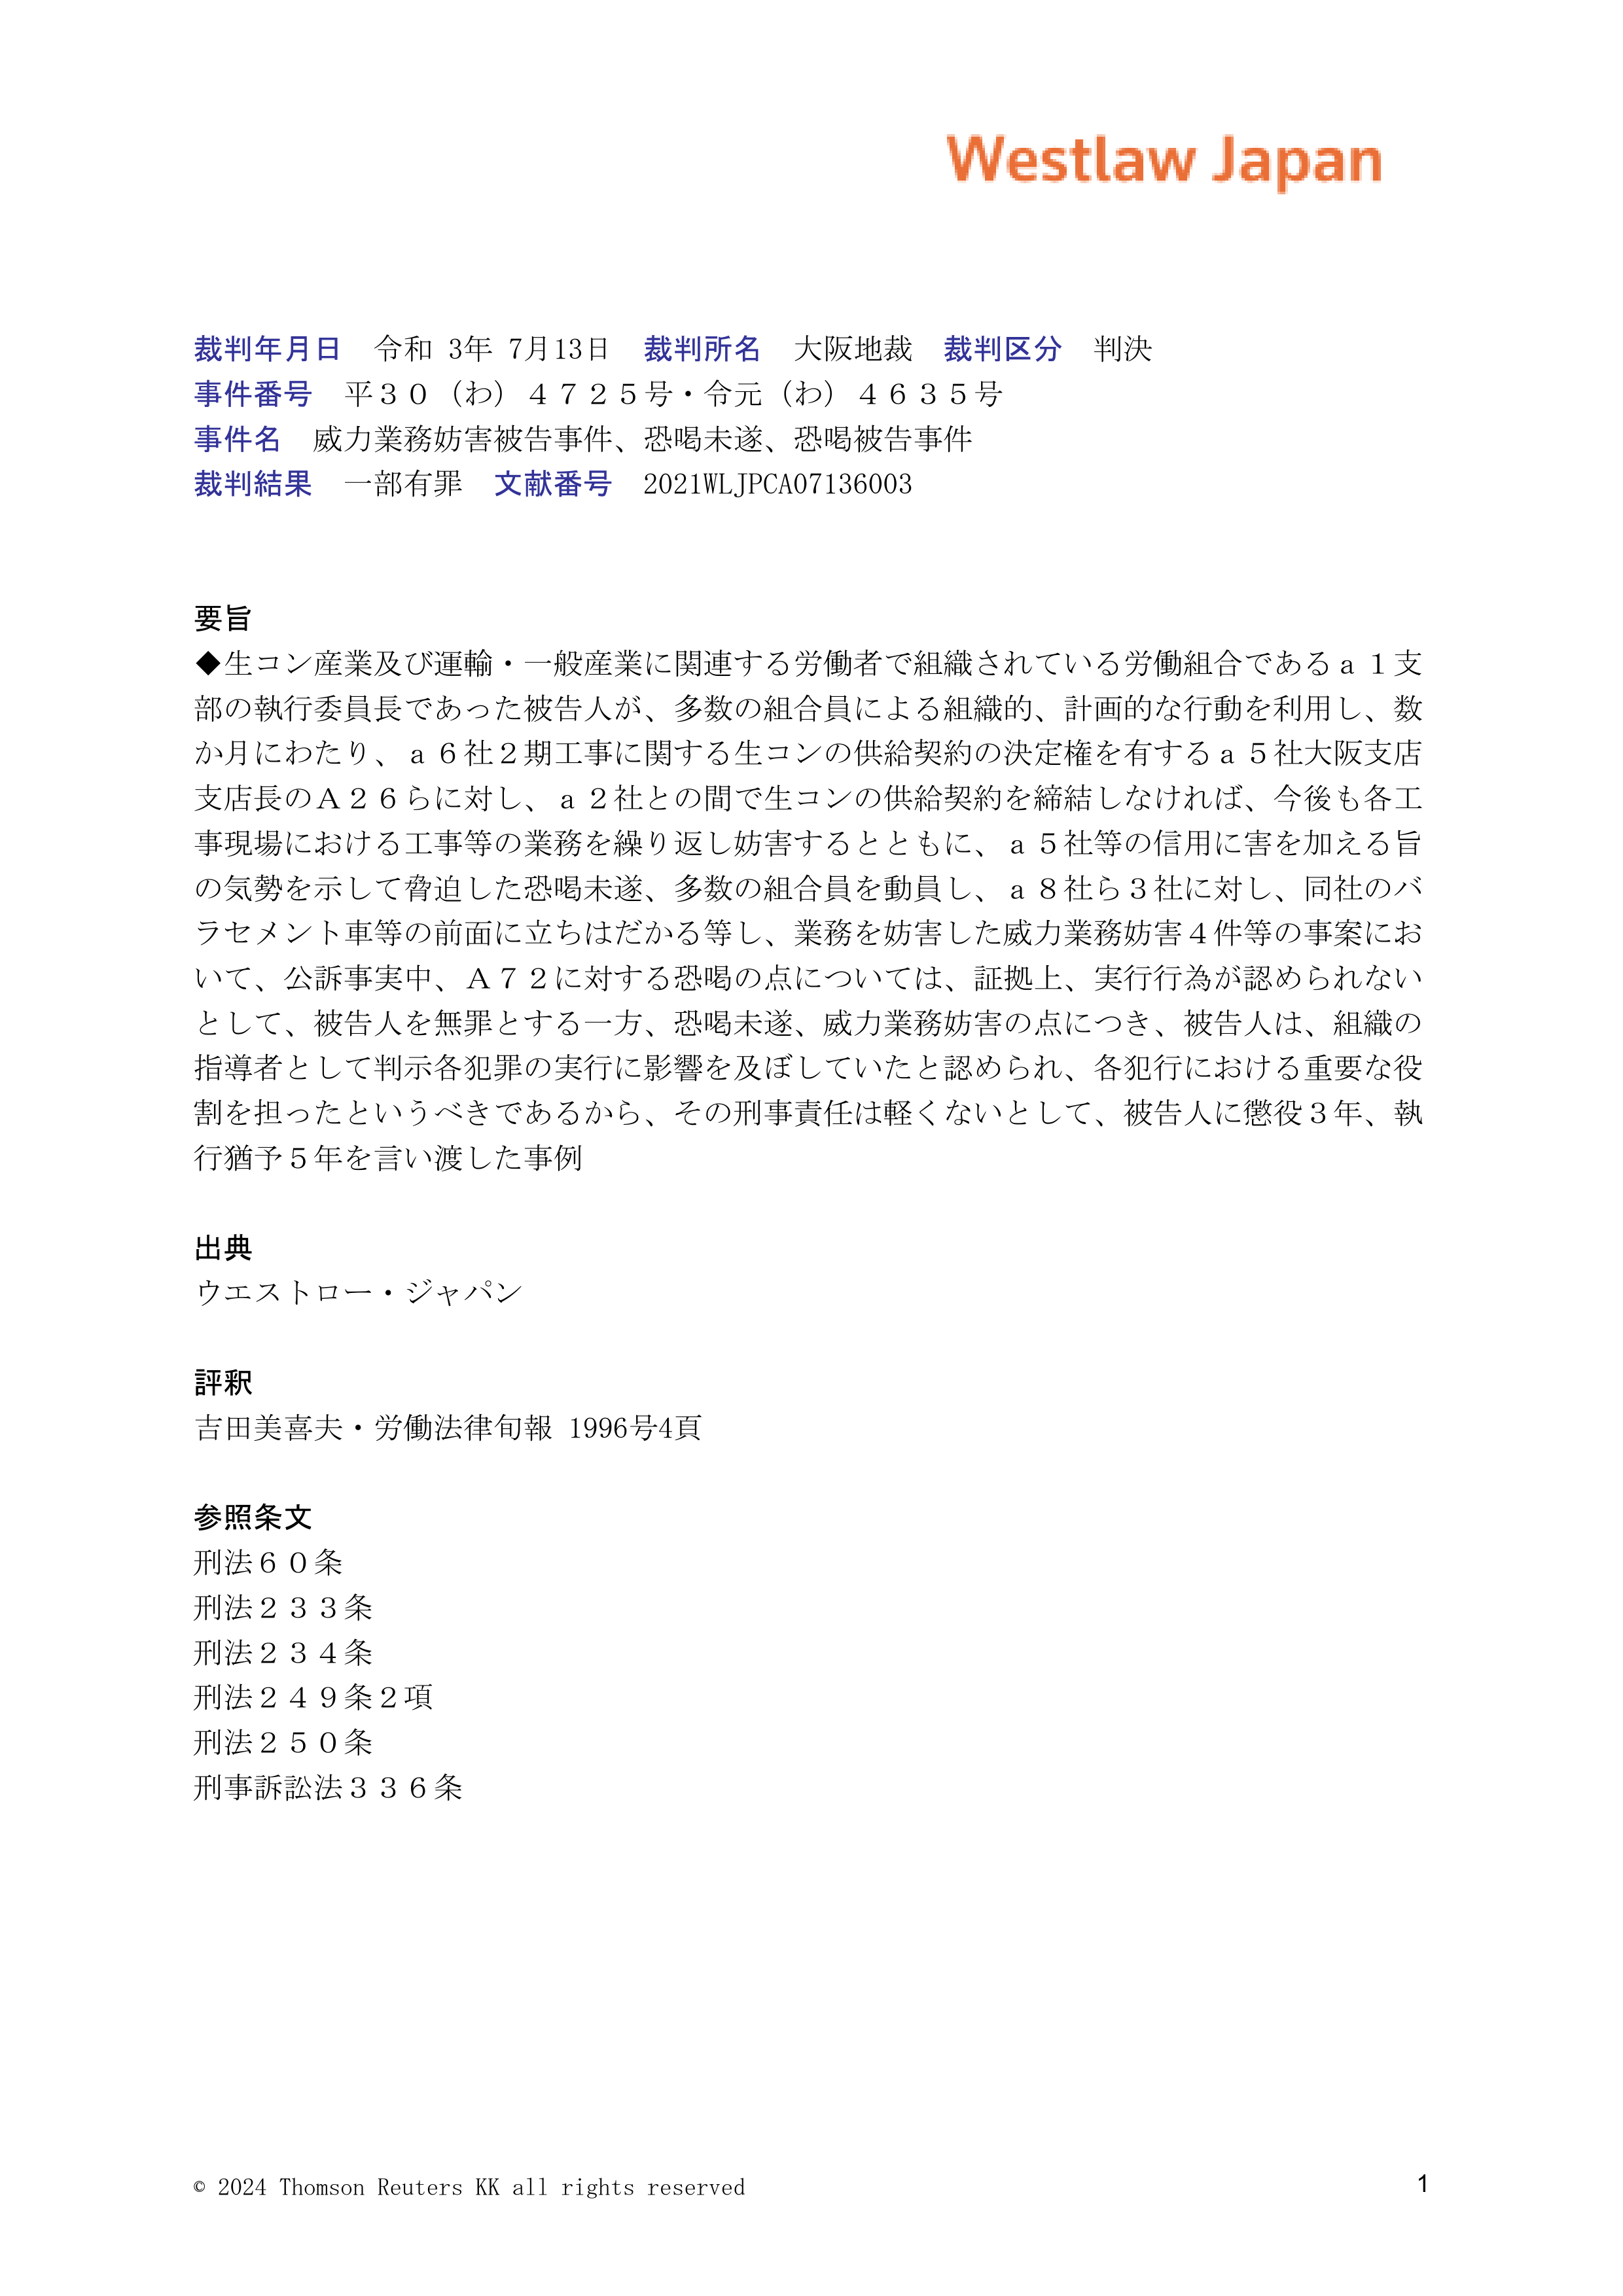 Westlaw Japan
裁判年月日　令和 3年 7月13日　裁判所名　大阪地裁　裁判区分　判決
事件番号　平３０（わ）４７２５号・令元（わ）４６３５号
事件名　威力業務妨害被告事件、恐喝未遂、恐喝被告事件
裁判結果　一部有罪　文献番号　2021WLJPCA07136003
要旨
◆生コン産業及び運輸・一般産業に関連する労働者で組織されている労働組合であるａ１支
部の執行委員長であった被告人が、多数の組合員による組織的、計画的な行動を利用し、数
か月にわたり、ａ６社２期工事に関する生コンの供給契約の決定権を有するａ５社大阪支店
支店長のＡ２６らに対し、ａ２社との間で生コンの供給契約を締結しなければ、今後も各工
事現場における工事等の業務を繰り返し妨害するとともに、ａ５社等の信用に害を加える旨
の気勢を示して脅迫した恐喝未遂、多数の組合員を動員し、ａ８社ら３社に対し、同社のバ
ラセメント車等の前面に立ちはだかる等し、業務を妨害した威力業務妨害４件等の事案にお
いて、公訴事実中、Ａ７２に対する恐喝の点については、証拠上、実行行為が認められない
として、被告人を無罪とする一方、恐喝未遂、威力業務妨害の点につき、被告人は、組織の
指導者として判示各犯罪の実行に影響を及ぼしていたと認められ、各犯行における重要な役
割を担ったというべきであるから、その刑事責任は軽くないとして、被告人に懲役３年、執
行猶予５年を言い渡した事例
出典
ウエストロー・ジャパン
評釈
吉田美喜夫・労働法律旬報 1996号4頁
参照条文
刑法６０条
刑法２３３条
刑法２３４条
刑法２４９条２項
刑法２５０条
刑事訴訟法３３６条
© 2024 Thomson Reuters KK all rights reserved
1